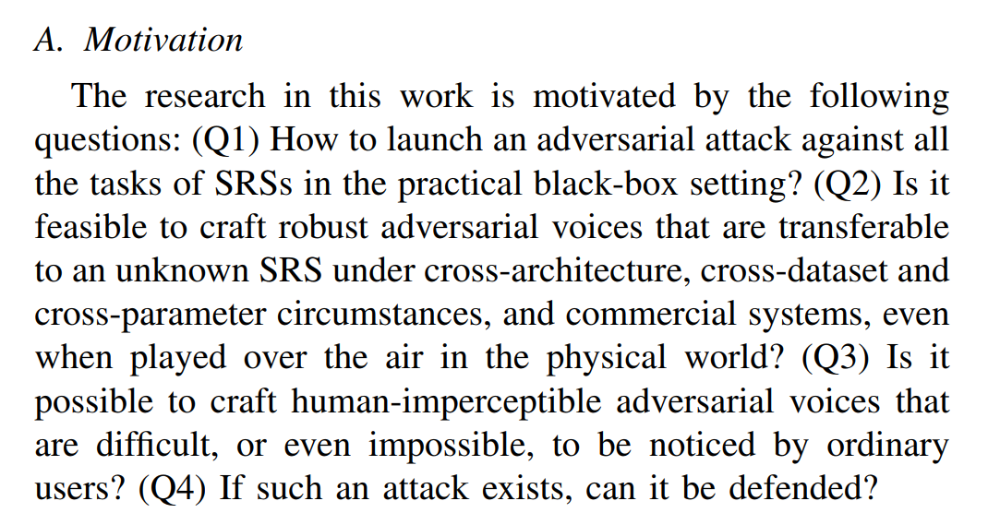 A. Motivation
The research in this work is motivated by the following
questions: (Q1) How to launch an adversarial attack against all
the tasks of SRSs in the practical black-box setting? (Q2) Is it
feasible to craft robust adversarial voices that are transferable
to an unknown SRS under cross-architecture, cross-dataset and
cross-parameter circumstances, and commercial systems, even
when played over the air in the physical world? (Q3) Is it
possible to craft human-imperceptible adversarial voices that
are difficult, or even impossible, to be noticed by ordinary
users? (Q4) If such an attack exists, can it be defended?